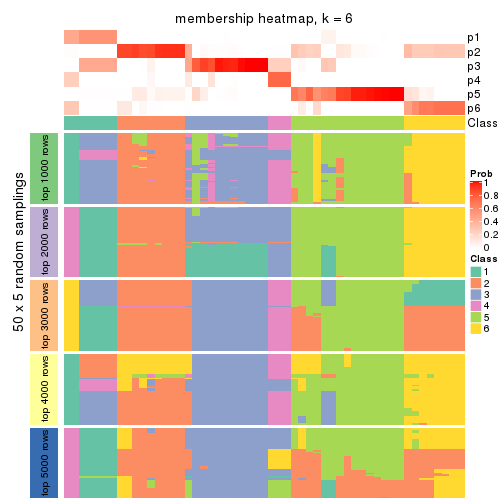 membership heatmap, k = 6
p1
p2
p3
p4
p5
p6
Class
50 x 5 random samplings
top 1000 rows
top 2000 rows
top 3000 rows
top 4000 rows
top 5000 rows
Prob
1
0.8
0.6
0.4
0.2
0
Class
1
2
3
4
5
6